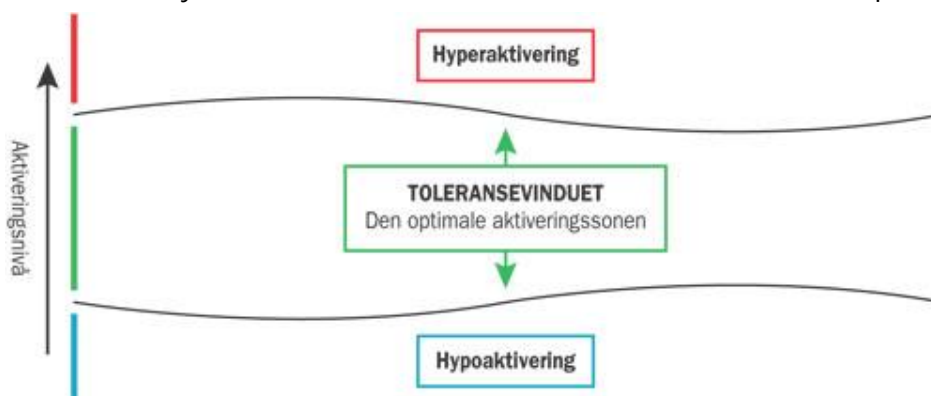 Hyperaktivering
Aktiveringsnivå
TOLERANSEVINDUET
Den optimale aktiveringssonen
Hypoaktivering